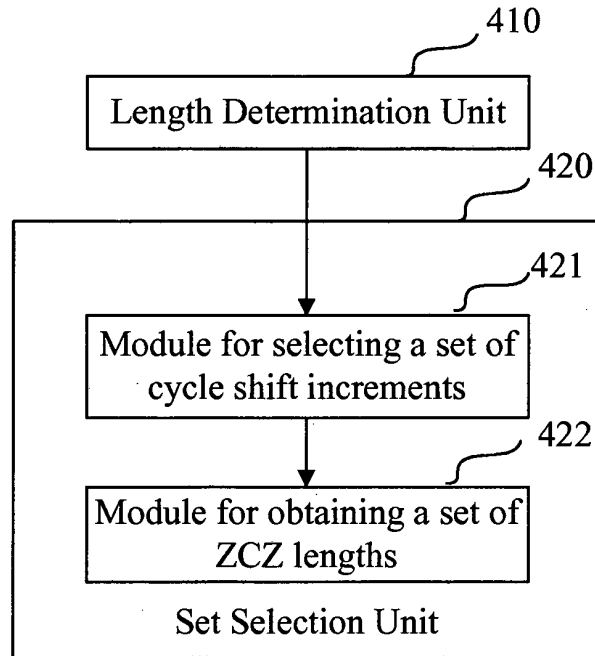 410
Length Determination Unit
420
421
Module for selecting a set of
cycle shift increments
422
Module for obtaining a set of
ZCZ lengths
Set Selection Unit